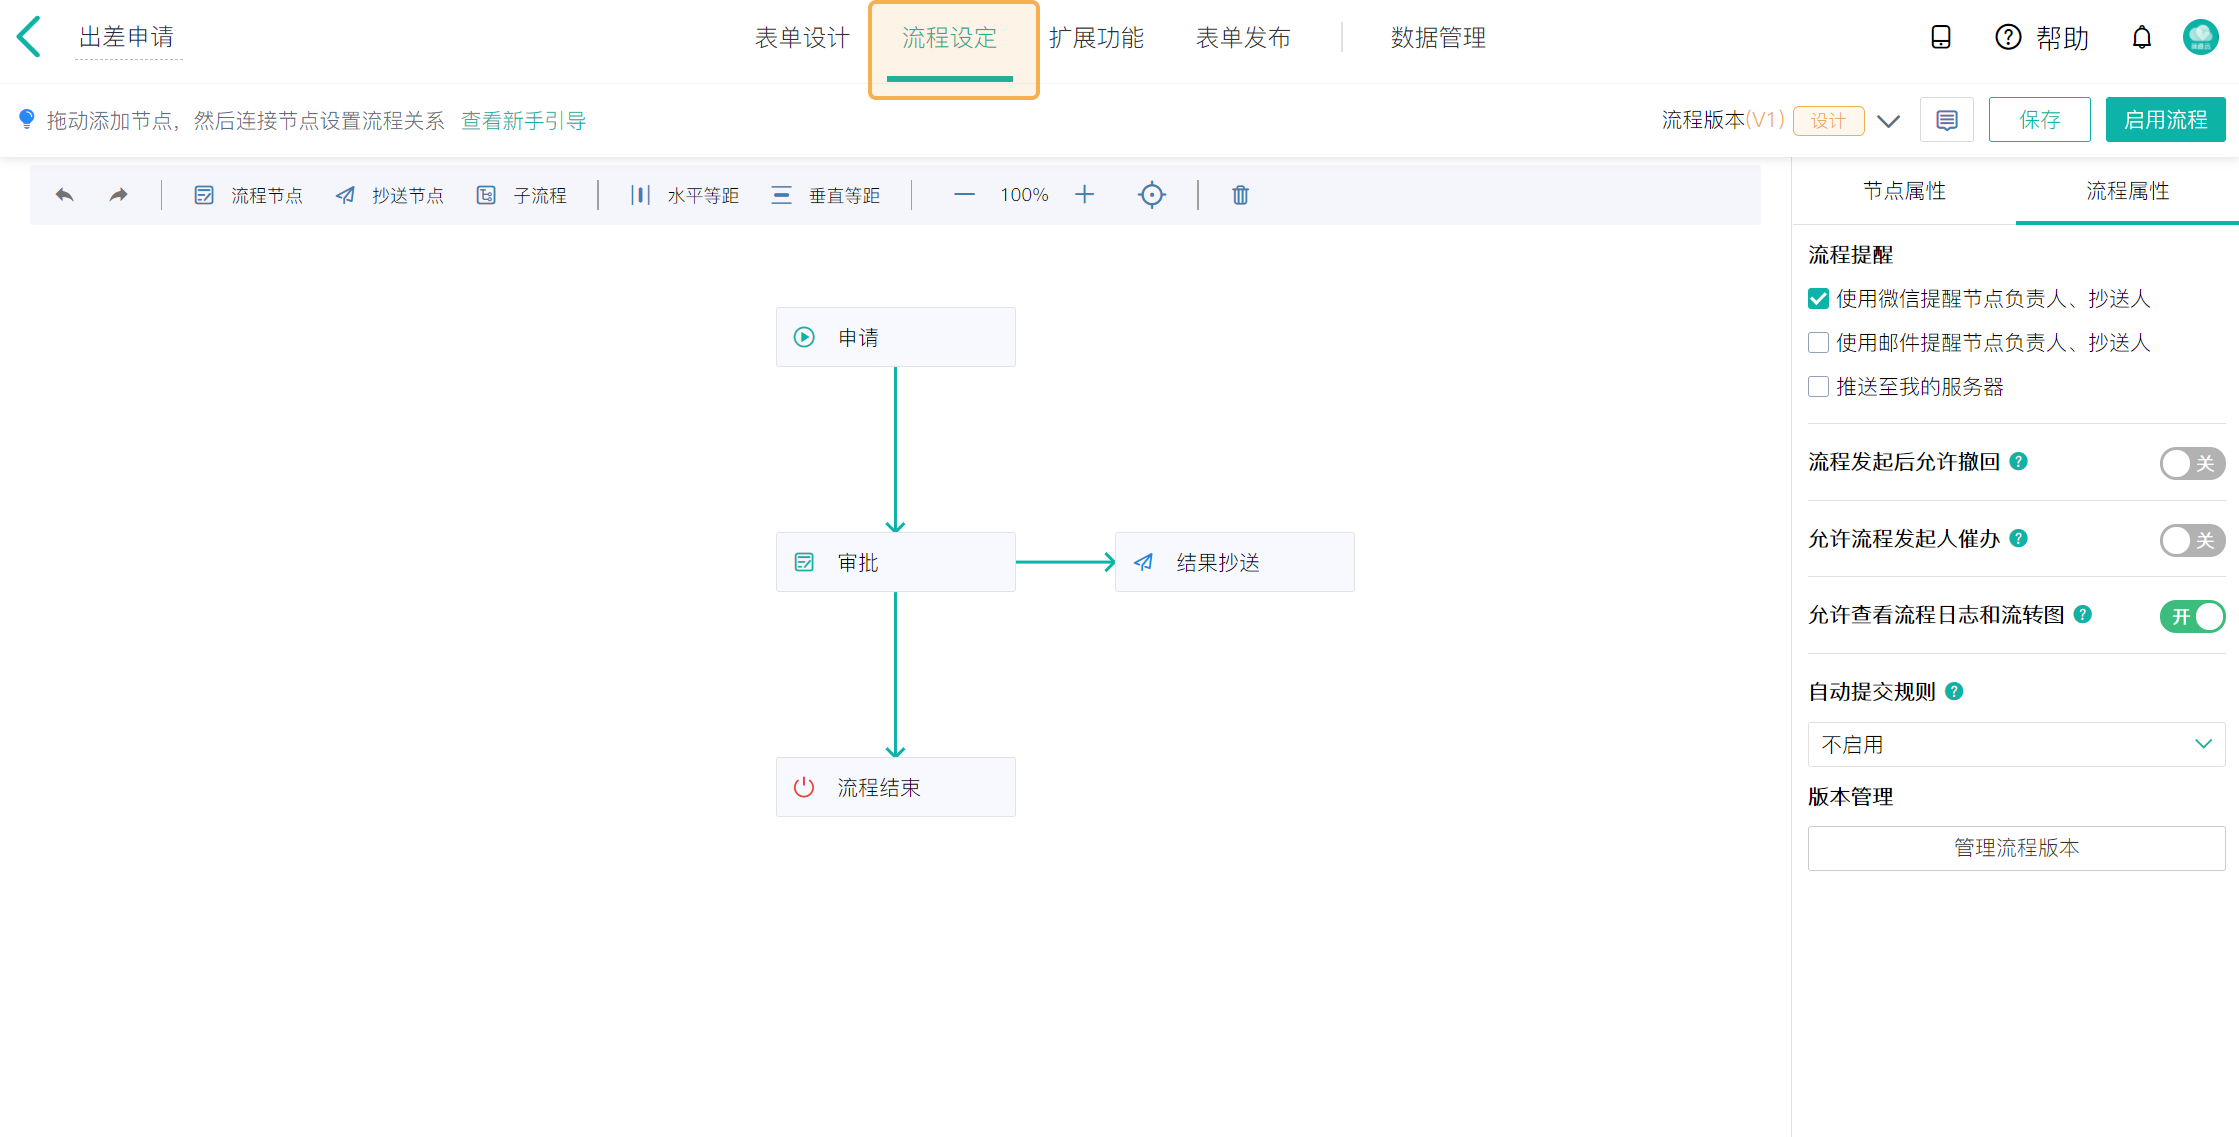 出差申请
表单设计 流程设定 扩展功能 表单发布 数据管理
帮助
拖动添加节点，然后连接节点设置流程关系 查看新手引导
流程版本(V1) 设计 保存 启用流程
流程节点 抄送节点 子流程 水平等距 垂直等距 100%
节点属性 流程属性
申请
审批
结果抄送
流程结束
流程提醒
使用微信提醒节点负责人、抄送人
使用邮件提醒节点负责人、抄送人
推送至我的服务器
流程发起后允许撤回 ? 关
允许流程发起人催办 ? 关
允许查看流程日志和流转图 ? 开
自动提交规则 ?
不启用
版本管理
管理流程版本